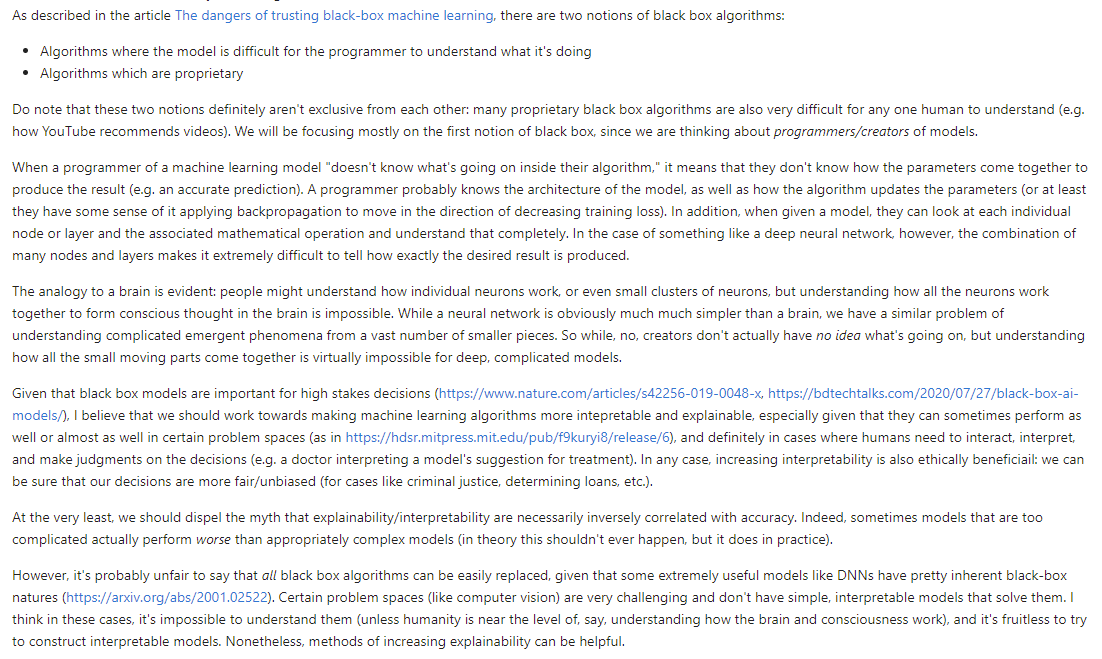 As described in the article The dangers of trusting black-box machine learning, there are two notions of black box algorithms:
• Algorithms where the model is difficult for the programmer to understand what it's doing
• Algorithms which are proprietary
Do note that these two notions definitely aren't exclusive from each other: many proprietary black box algorithms are also very difficult for any one human to understand (e.g.
how YouTube recommends videos). We will be focusing mostly on the first notion of black box, since we are thinking about programmers/creators of models.
When a programmer of a machine learning model "doesn't know what's going on inside their algorithm," it means that they don't know how the parameters come together to
produce the result (e.g. an accurate prediction). A programmer probably knows the architecture of the model, as well as how the algorithm updates the parameters (or at least
they have some sense of it applying backpropagation to move in the direction of decreasing training loss). In addition, when given a model, they can look at each individual
node or layer and the associated mathematical operation and understand that completely. In the case of something like a deep neural network, however, the combination of
many nodes and layers makes it extremely difficult to tell how exactly the desired result is produced.
The analogy to a brain is evident: people might understand how individual neurons work, or even small clusters of neurons, but understanding how all the neurons work
together to form conscious thought in the brain is impossible. While a neural network is obviously much much simpler than a brain, we have a similar problem of
understanding complicated emergent phenomena from a vast number of smaller pieces. So while, no, creators don't actually have no idea what's going on, but understanding
how all the small moving parts come together is virtually impossible for deep, complicated models.
Given that black box models are important for high stakes decisions (https://www.nature.com/articles/s42256-019-0048-x, https://bdtechtalks.com/2020/07/27/black-box-ai-
models/), I believe that we should work towards making machine learning algorithms more intepretable and explainable, especially given that they can sometimes perform as
well or almost as well in certain problem spaces (as in https://hdsr.mitpress.mit.edu/pub/f9kuryi8/release/6), and definitely in cases where humans need to interact, interpret,
and make judgments on the decisions (e.g. a doctor interpreting a model's suggestion for treatment). In any case, increasing interpretability is also ethically beneficiail: we can
be sure that our decisions are more fair/unbiased (for cases like criminal justice, determining loans, etc.).
At the very least, we should dispel the myth that explainability/interpretability are necessarily inversely correlated with accuracy. Indeed, sometimes models that are too
complicated actually perform worse than appropriately complex models (in theory this shouldn't ever happen, but it does in practice).
However, it's probably unfair to say that all black box algorithms can be easily replaced, given that some extremely useful models like DNNs have pretty inherent black-box
natures (https://arxiv.org/abs/2001.02522). Certain problem spaces (like computer vision) are very challenging and don't have simple, interpretable models that solve them. I
think in these cases, it's impossible to understand them (unless humanity is near the level of, say, understanding how the brain and consciousness work), and it's fruitless to try
to construct interpretable models. Nonetheless, methods of increasing explainability can be helpful.